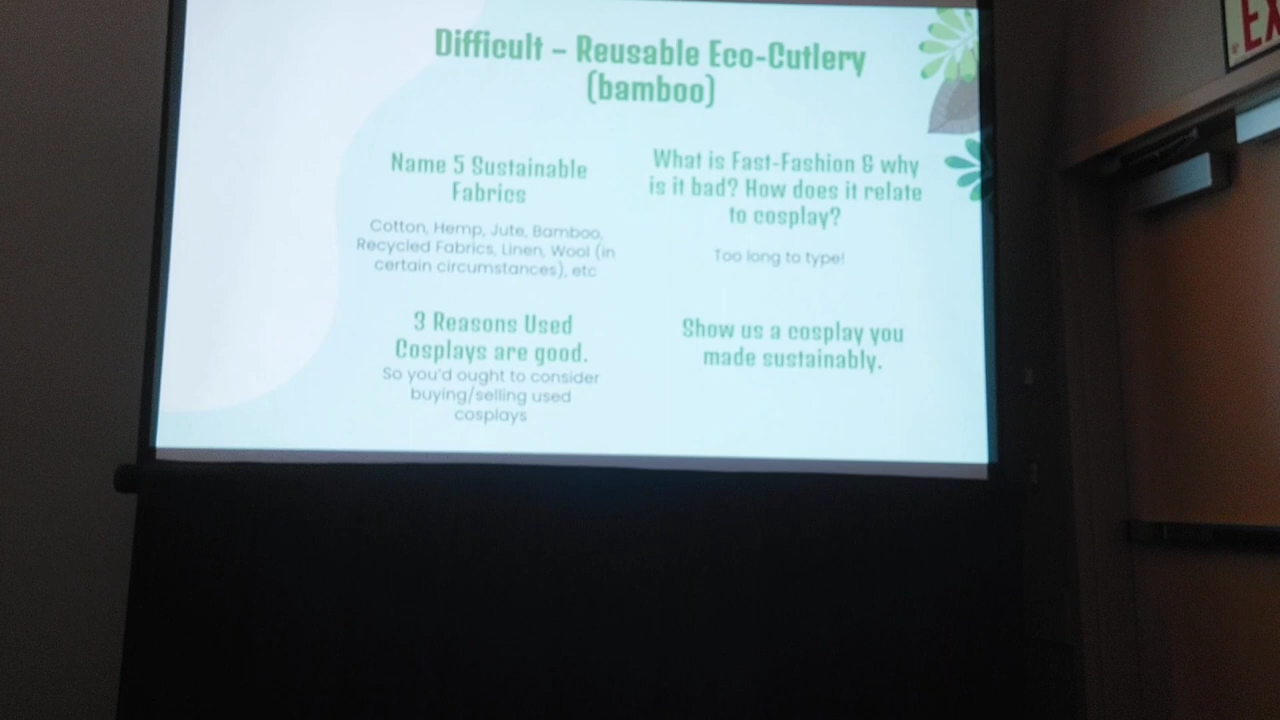 Difficult – Reusable Eco-Cutlery
(bamboo)
Name 5 Sustainable
Fabrics
Cotton, Hemp, Jute, Bamboo,
Recycled Fabrics, Linen, Wool (in
certain circumstances), etc
What is Fast-Fashion & why
is it bad? How does it relate
to cosplay?
Too long to type!
3 Reasons Used
Cosplays are good.
So you'd ought to consider
buying/selling used
cosplays
Show us a cosplay you
made sustainably.
EX